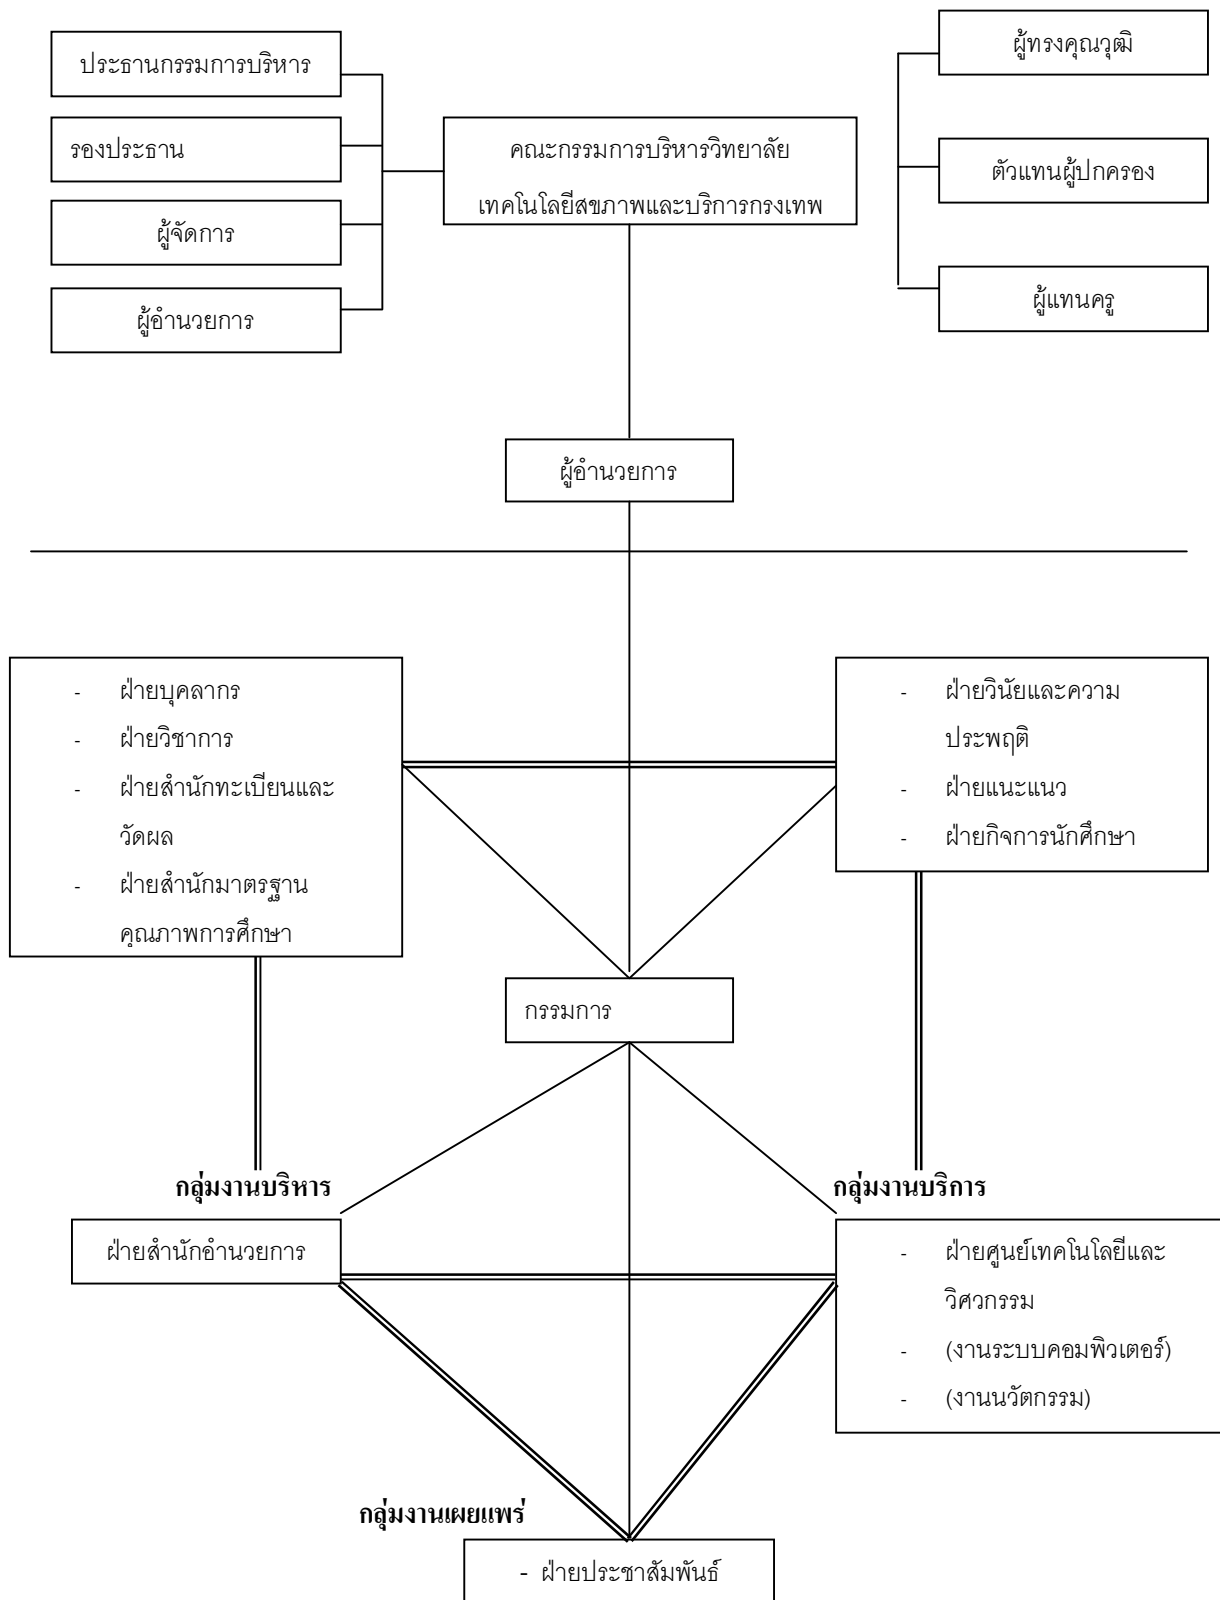 ประธานกรรมการบริหาร
รองประธาน
ผู้จัดการ
ผู้อำนวยการ
คณะกรรมการบริหารวิทยาลัย
เทคโนโลยีสขภาพและบริการกรงเทพ
ผู้ทรงคุณวุฒิ
ตัวแทนผู้ปกครอง
ผู้แทนครู
ผู้อำนวยการ
- ฝ่ายบุคลากร
- ฝ่ายวิชาการ
- ฝ่ายสำนักทะเบียนและ
วัดผล
- ฝ่ายสำนักมาตรฐาน
คุณภาพการศึกษา
- ฝ่ายวินัยและความ
ประพฤติ
- ฝ่ายแนะแนว
- ฝ่ายกิจการนักศึกษา
กรรมการ
กลุ่มงานบริหาร
ฝ่ายสำนักอำนวยการ
กลุ่มงานบริการ
- ฝ่ายศูนย์เทคโนโลยีและ
วิศวกรรม
- (งานระบบคอมพิวเตอร์)
- (งานนวัตกรรม)
กลุ่มงานเผยแพร่
- ฝ่ายประชาสัมพันธ์